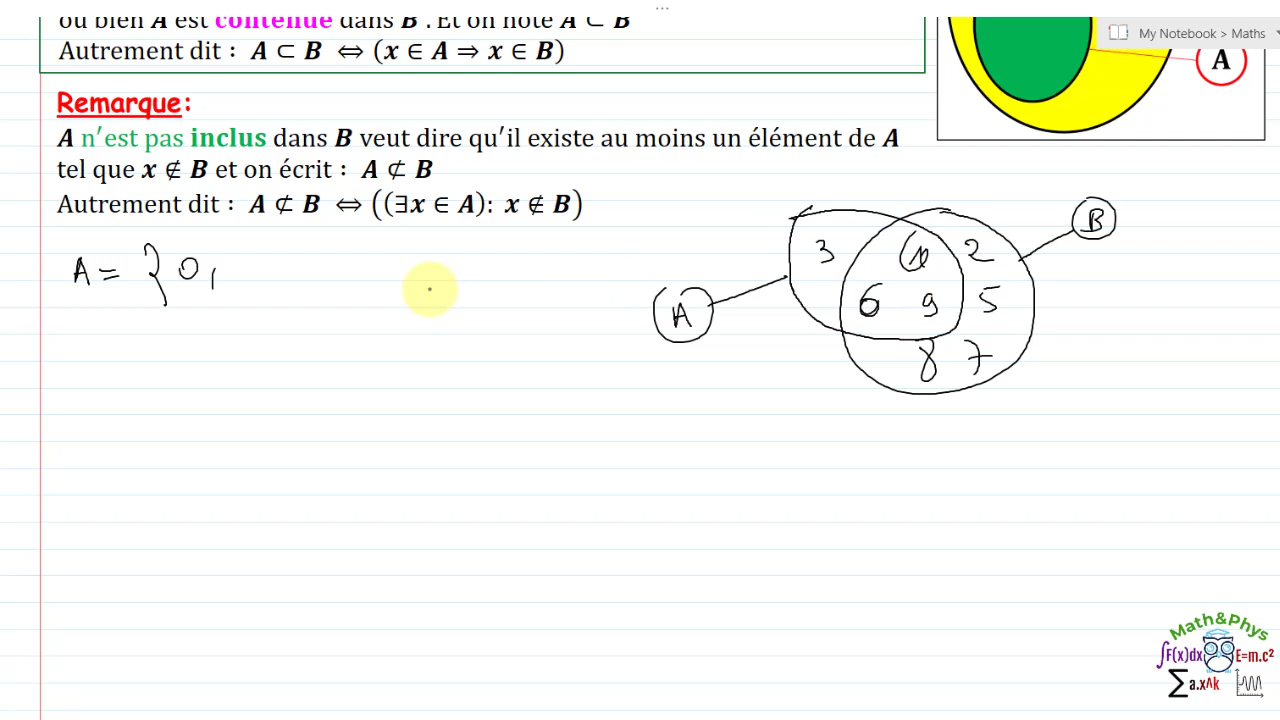 ou bien A est contenue dans B . Et on note A ⊂ B
Autrement dit : A ⊂ B ⇔ (x ∈ A ⇒ x ∈ B)
My Notebook > Maths
A
Remarque:
A n'est pas inclus dans B veut dire qu'il existe au moins un élément de A
tel que x ∉ B et on écrit : A ⊄ B
Autrement dit : A ⊄ B ⇔ ((∃x ∈ A): x ∉ B)
A = { 0 ,
B
3 2
A
6 9 5
8 7
Math&Phys
∫F(x)dx E=m.c²
∑ a.x∧k